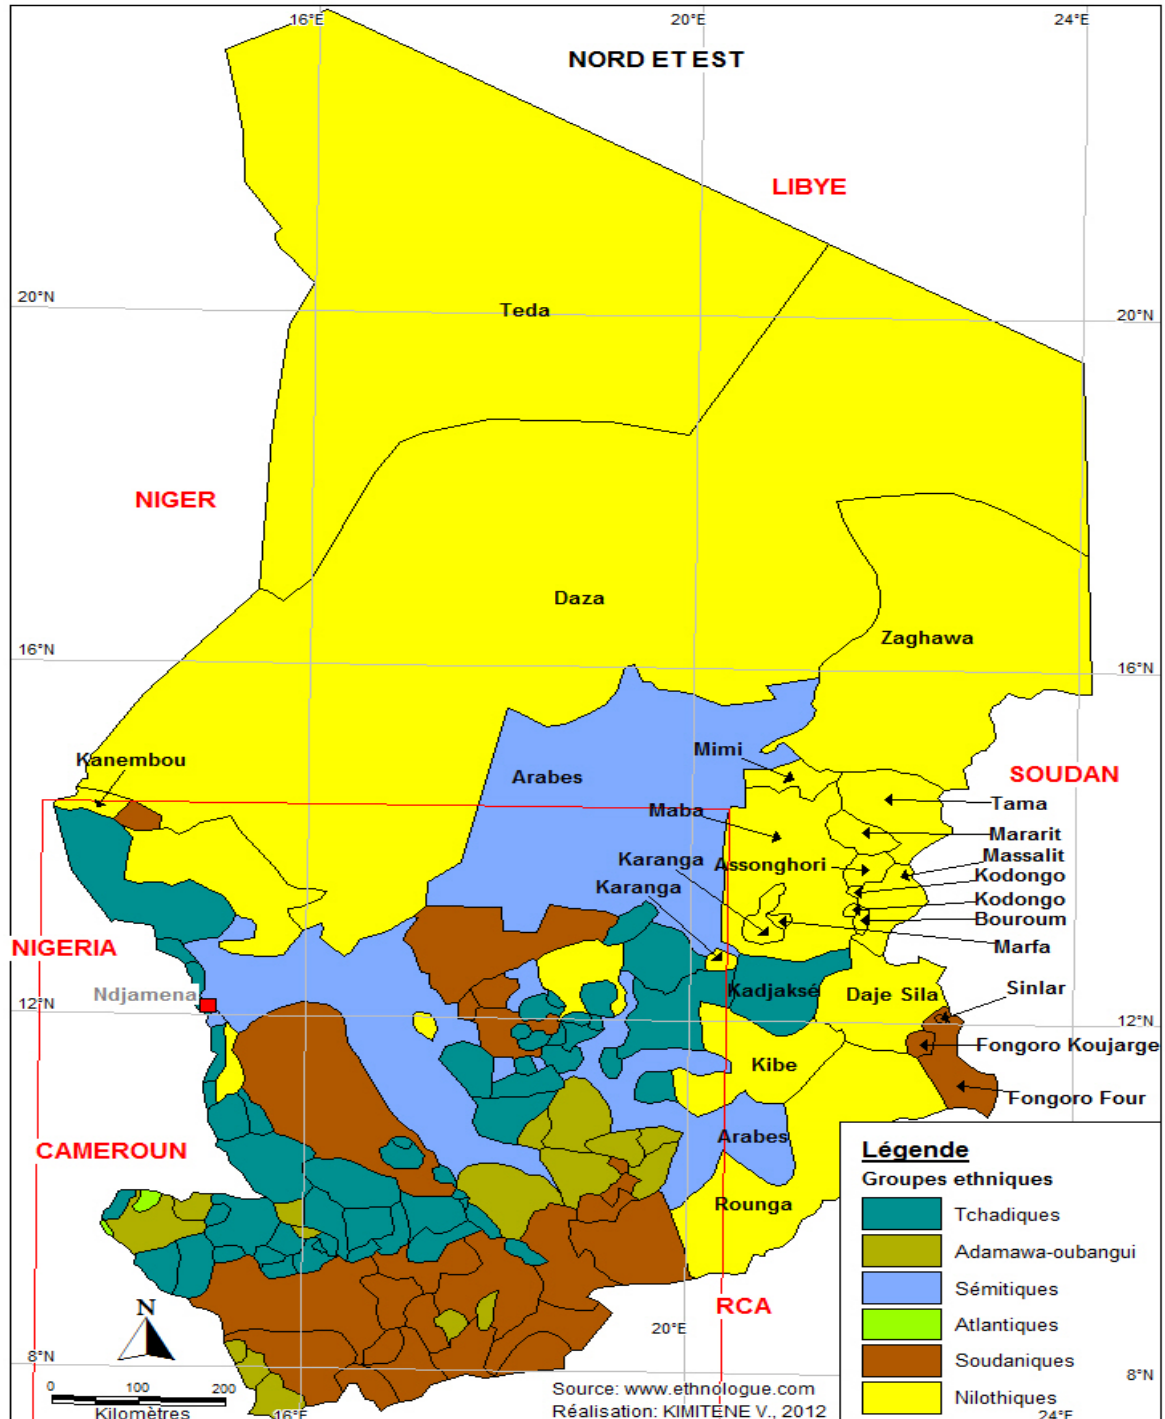 16°E
20°E
24°E
NORD ET EST
LIBYE
20°N
20°N
Teda
NIGER
Daza
Zaghawa
16°N
16°N
Kanembou
Arabes
Mimi
SOUDAN
Tama
Maba
Mararit
Karanga
Assonghori
Massalit
Karanga
Kodongo
Kodongo
Bouroum
NIGERIA
Marfa
Ndjamena
Kadjaksé
Daje Sila
Sinlar
12°N
12°N
Fongoro Koujarge
Kibe
Fongoro Four
CAMEROUN
Arabes
Légende
Groupes ethniques
Rounga
Tchadiques
Adamawa-oubangui
Sémitiques
N
RCA
20°E
Atlantiques
8°N
Soudaniques
8°N
0 100 200
Kilomètres
Source: www.ethnologue.com
Nilothiques
16°E
Réalisation: KIMITENE V., 2012
24°E